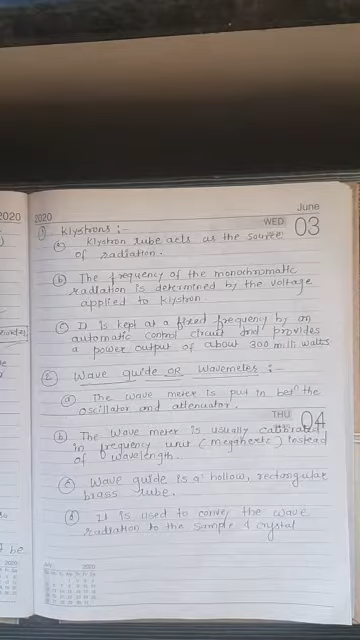 2020
2020
June
WED
03
① Klystrons :-
ⓐ Klystron tube acts as the source
of radiation.
ⓑ The frequency of the monochromatic
radiation is determined by the voltage
applied to klystron.
ⓒ It is kept at a fixed frequency by an
automatic control circuit and provides
a power output of about 300 milli watts
② Wave guide OR Wavemeter :-
ⓐ The wave meter is put in betⁿ the
oscillator and attenuator.
THU
04
ⓑ The wave meter is usually calibrated
in frequency unit (megahertz) instead
of wavelength.
ⓒ Wave guide is a hollow, rectangular
brass tube.
ⓓ It is used to convey the wave
radiation to the sample & crystal
be
2020
July
2020